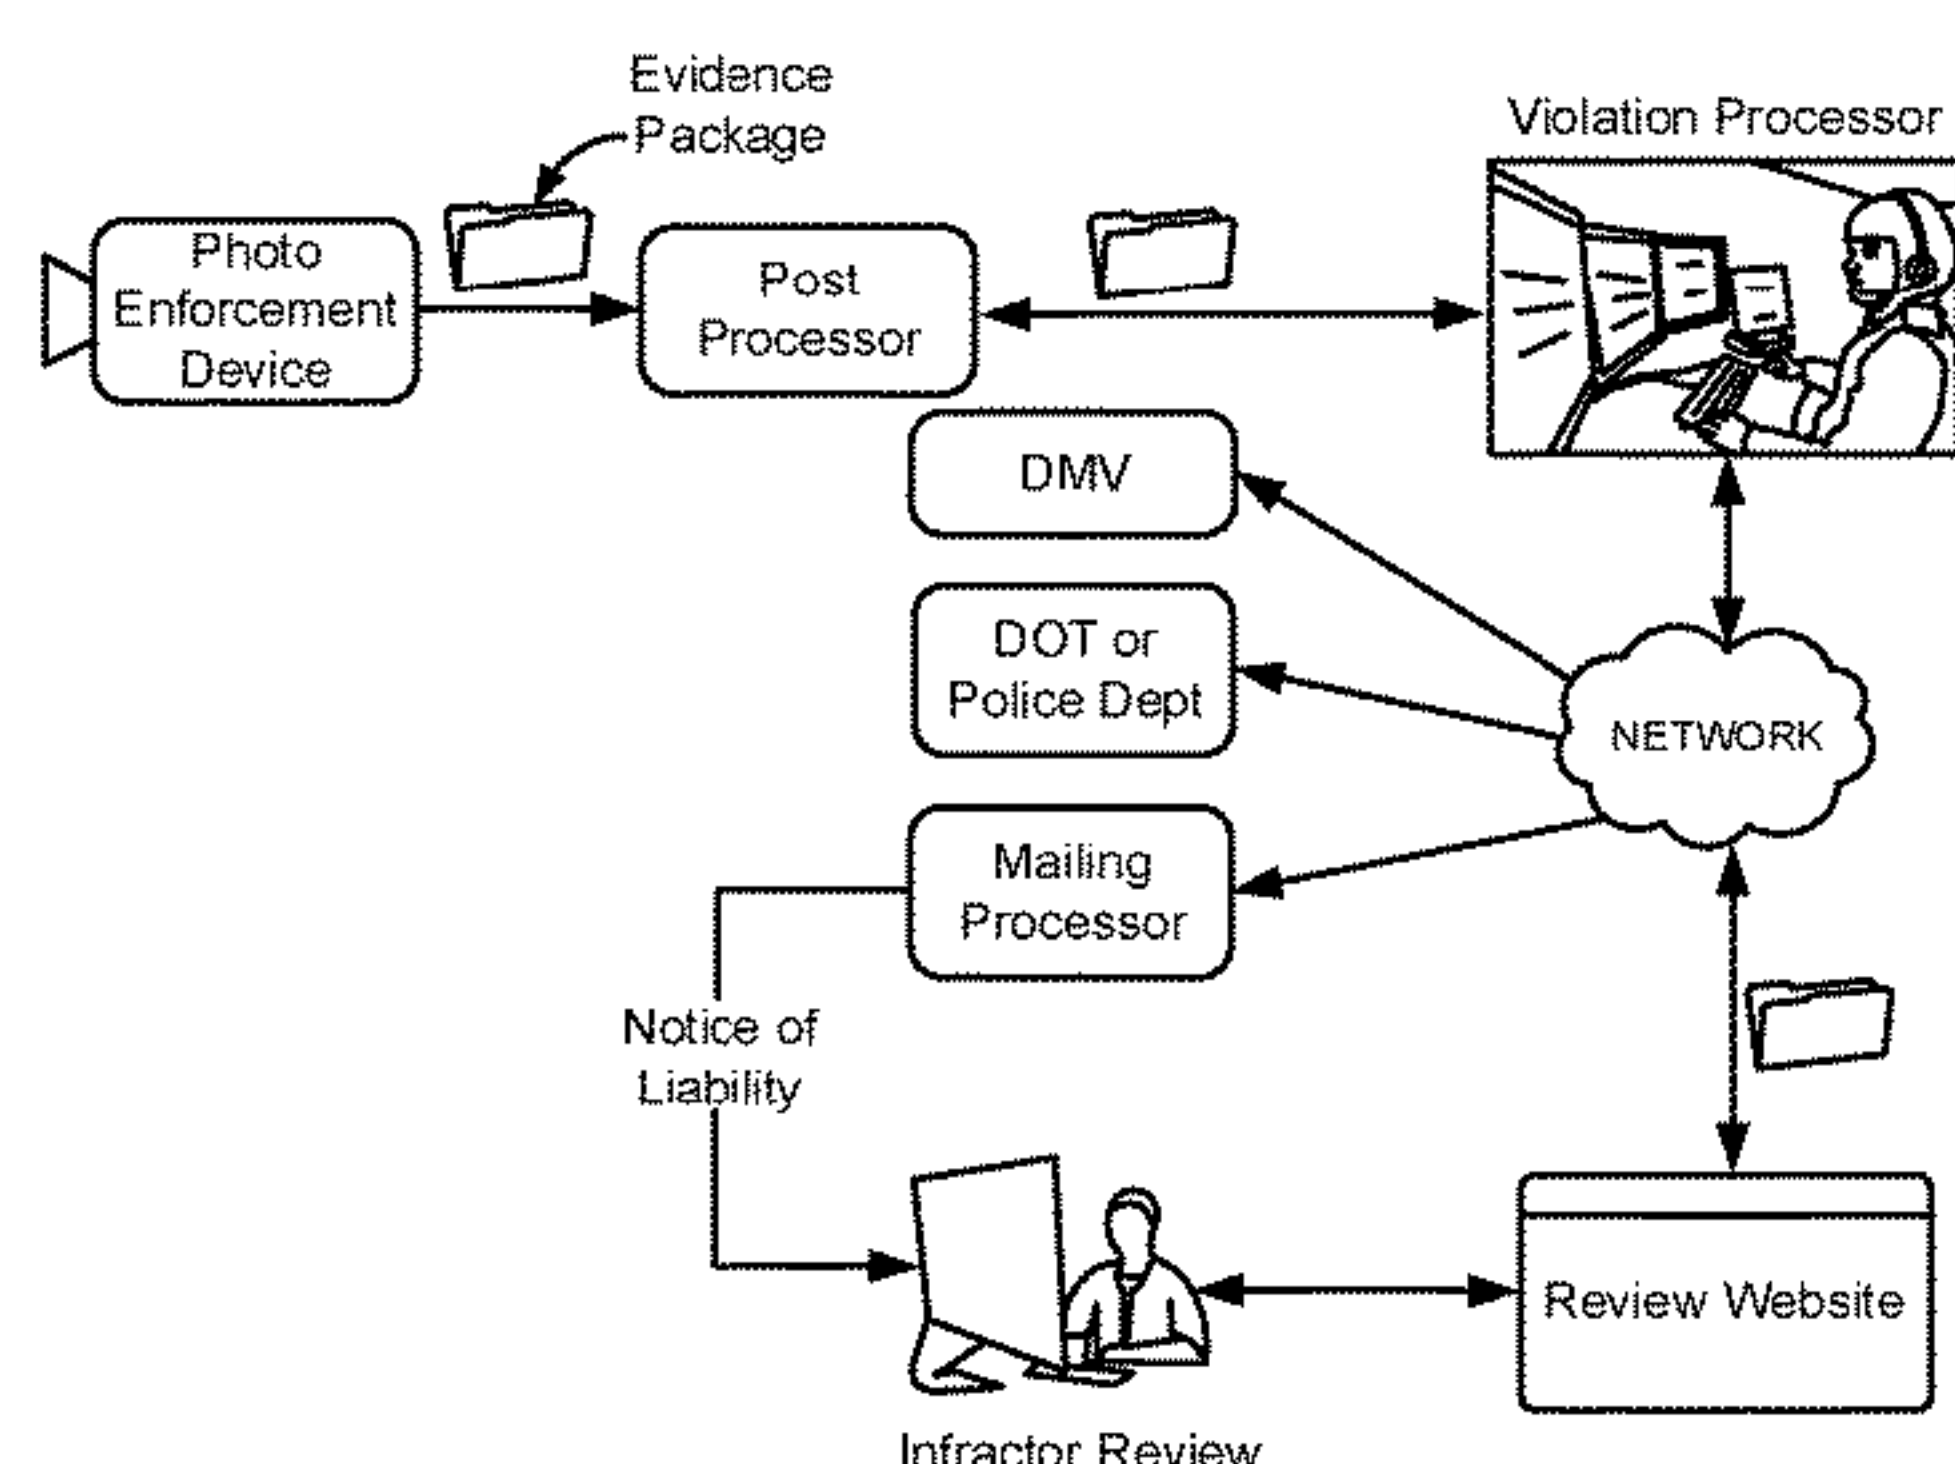 Evidence
Package
Violation Processor
Photo
Enforcement
Device
Post
Processor
DMV
DOT or
Police Dept
NETWORK
Mailing
Processor
Notice of
Liability
Review Website
Infractor Review